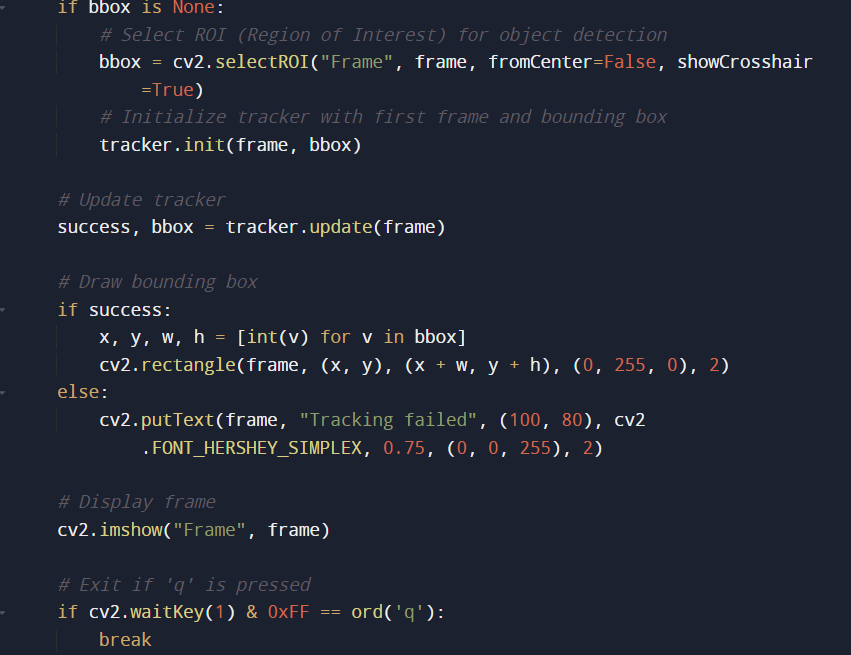 if bbox is None:
# Select ROI (Region of Interest) for object detection
bbox = cv2.selectROI("Frame", frame, fromCenter=False, showCrosshair
=True)
# Initialize tracker with first frame and bounding box
tracker.init(frame, bbox)
# Update tracker
success, bbox = tracker.update(frame)
# Draw bounding box
if success:
x, y, w, h = [int(v) for v in bbox]
cv2.rectangle(frame, (x, y), (x + w, y + h), (0, 255, 0), 2)
else:
cv2.putText(frame, "Tracking failed", (100, 80), cv2
.FONT_HERSHEY_SIMPLEX, 0.75, (0, 0, 255), 2)
# Display frame
cv2.imshow("Frame", frame)
# Exit if 'q' is pressed
if cv2.waitKey(1) & 0xFF == ord('q'):
break